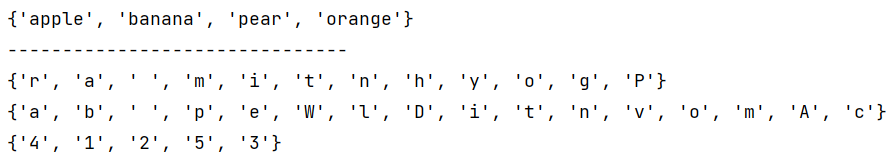 {'apple', 'banana', 'pear', 'orange'}
-------------------------------
{'r', 'a', ' ', 'm', 'i', 't', 'n', 'h', 'y', 'o', 'g', 'P'}
{'a', 'b', ' ', 'p', 'e', 'W', 'l', 'D', 'i', 't', 'n', 'v', 'o', 'm', 'A', 'c'}
{'4', '1', '2', '5', '3'}